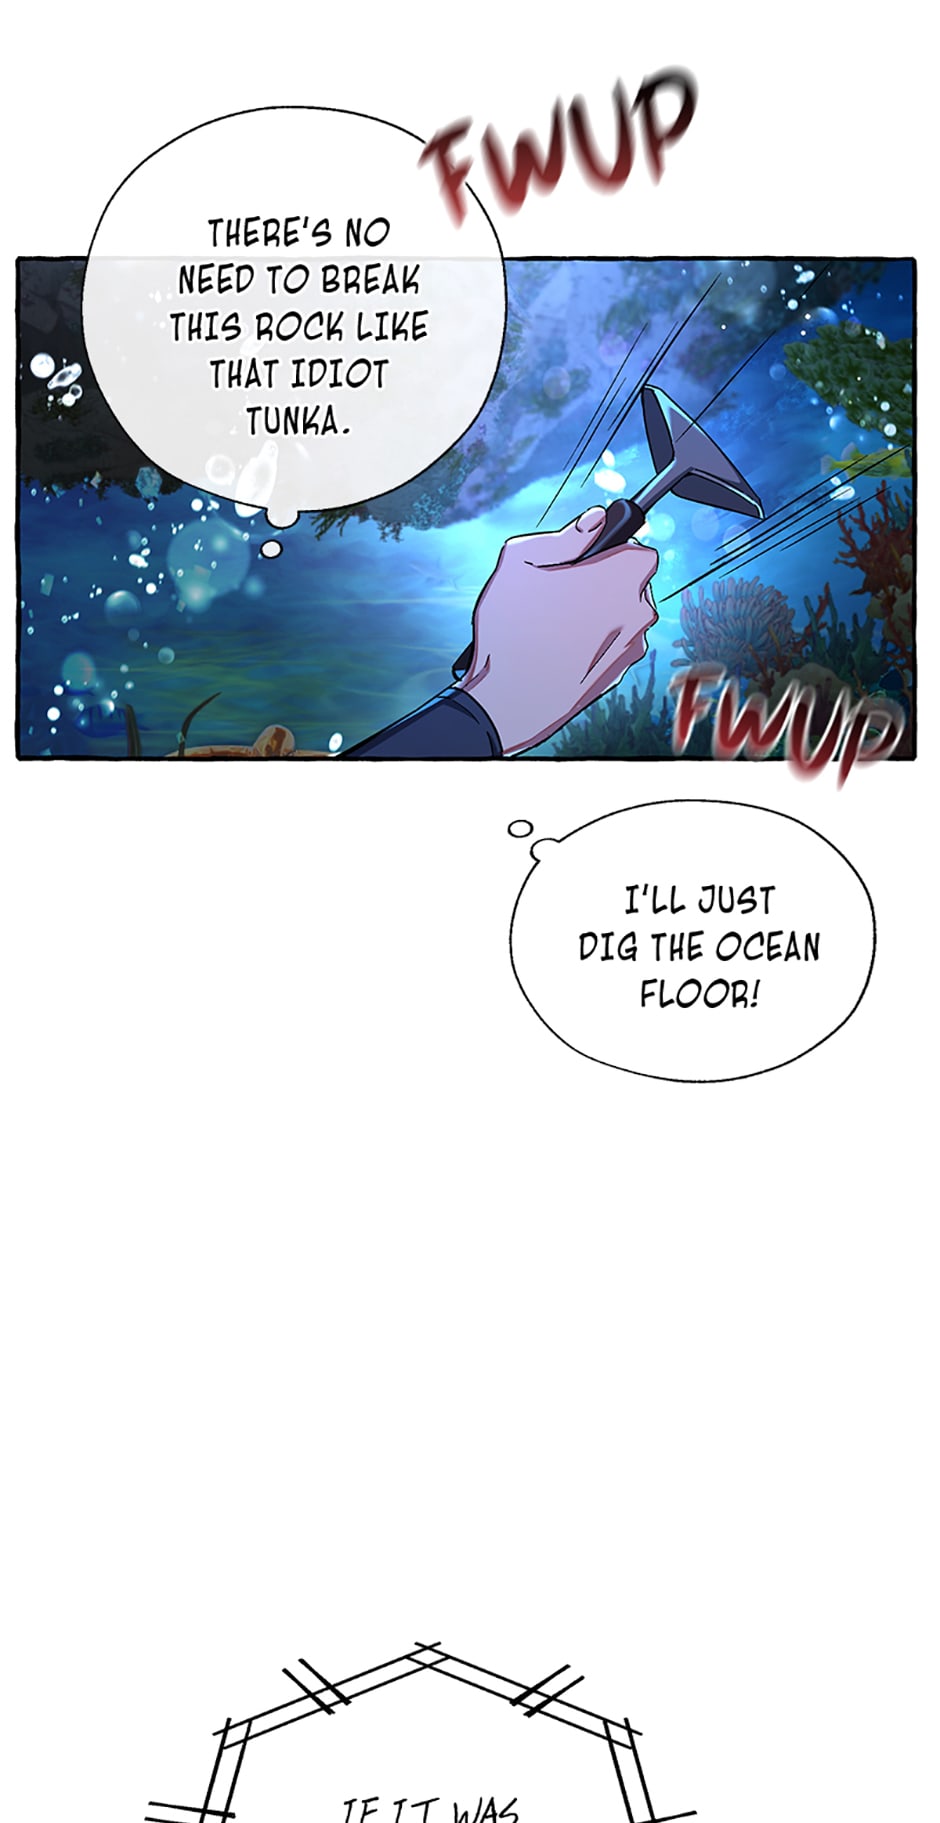 FWUP
THERE'S NO
NEED TO BREAK
THIS ROCK LIKE
THAT IDIOT
TUNKA.
FWUP
I'LL JUST
DIG THE OCEAN
FLOOR!
IF IT WAS